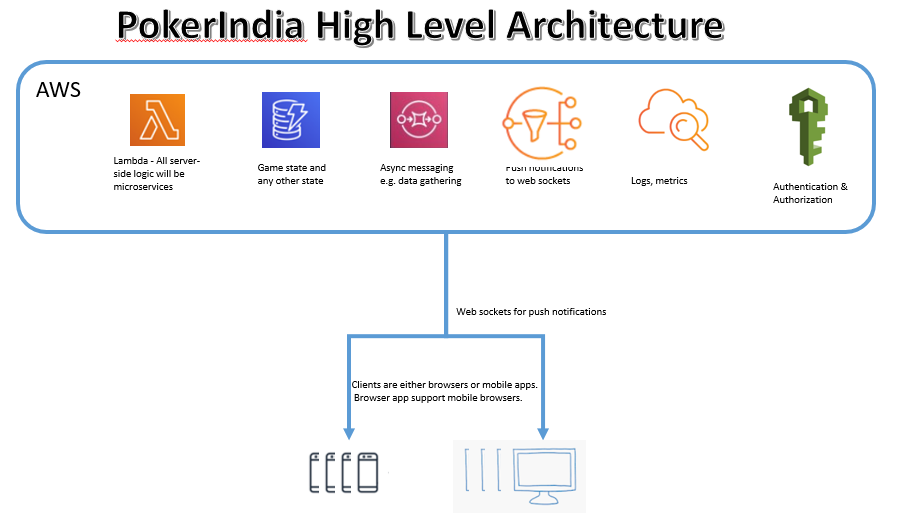 PokerIndia High Level Architecture
AWS
Lambda - All server-
side logic will be
microservices
Game state and
any other state
Async messaging
e.g. data gathering
Push notifications
to web sockets
Logs, metrics
Authentication &
Authorization
Web sockets for push notifications
Clients are either browsers or mobile apps.
Browser app support mobile browsers.